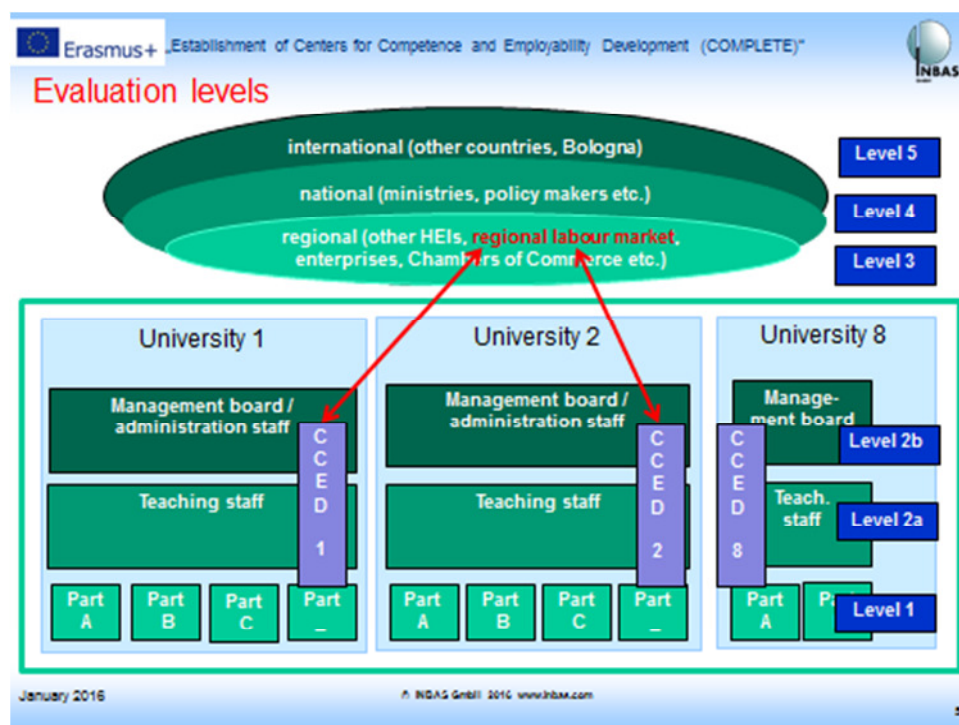 Erasmus+ „Establishment of Centers for Competence and Employability Development (COMPLETE)"
INBAS
Evaluation levels
international (other countries, Bologna)
Level 5
national (ministries, policy makers etc.)
Level 4
regional (other HEIs, regional labour market,
enterprises, Chambers of Commerce etc.)
Level 3
University 1
Management board /
administration staff
Teaching staff
CCED 1
Part
A
Part
B
Part
C
Part
_
University 2
Management board /
administration staff
Teaching staff
CCED 2
Part
A
Part
B
Part
C
Part
_
University 8
Manage-
ment board
Level 2b
Teach.
staff
Level 2a
CCED 8
Part
A
Level 1
January 2016
© INBAS GmbH 2016 www.inbas.com